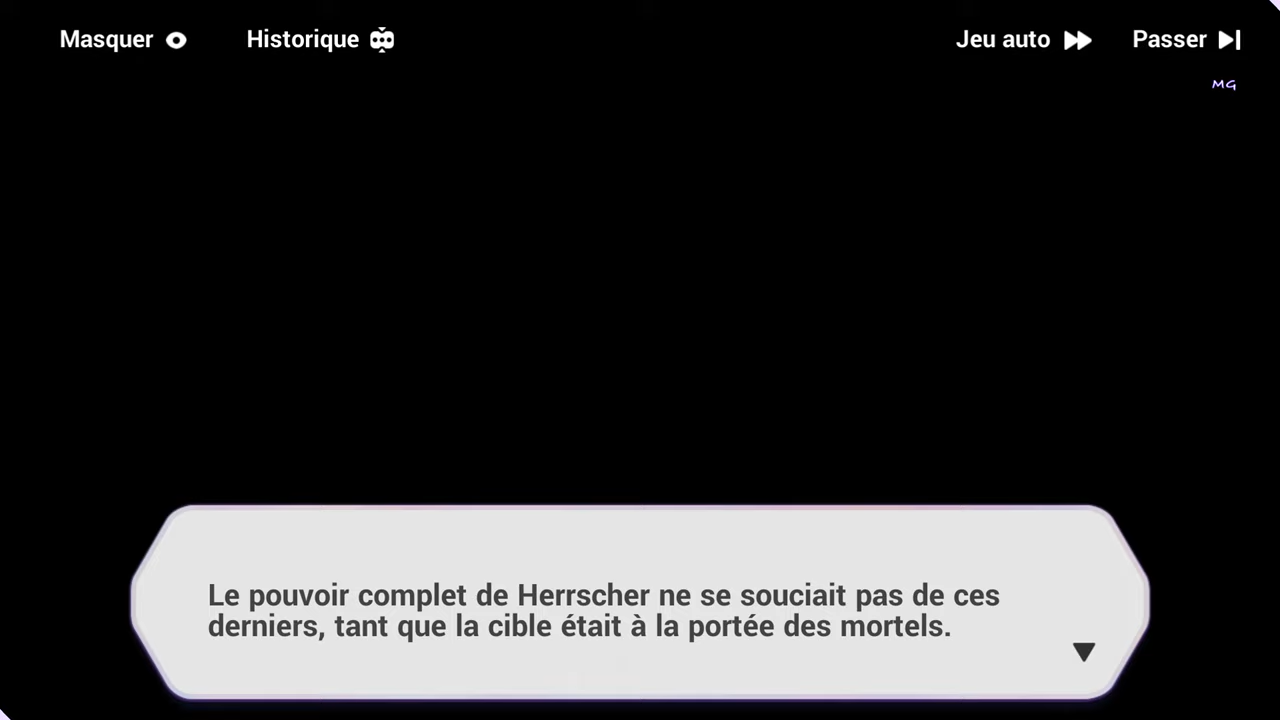 Masquer
Historique
Jeu auto
Passer
MG
Le pouvoir complet de Herrscher ne se souciait pas de ces
derniers, tant que la cible était à la portée des mortels.